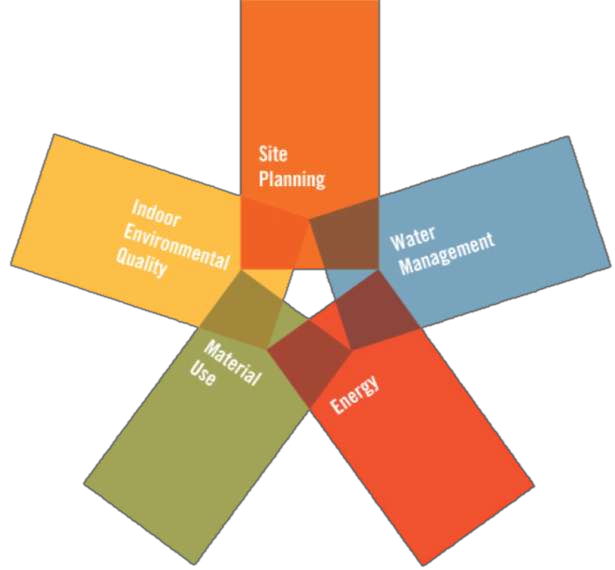 Site
Planning
Indoor
Environmental
Quality
Water
Management
Material
Use
Energy